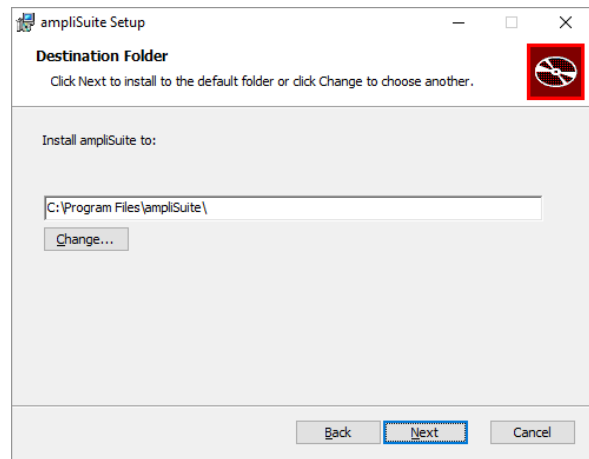 ampliSuite Setup
Destination Folder
Click Next to install to the default folder or click Change to choose another.
Install ampliSuite to:
C:\Program Files\ampliSuite\
Change...
Back Next Cancel